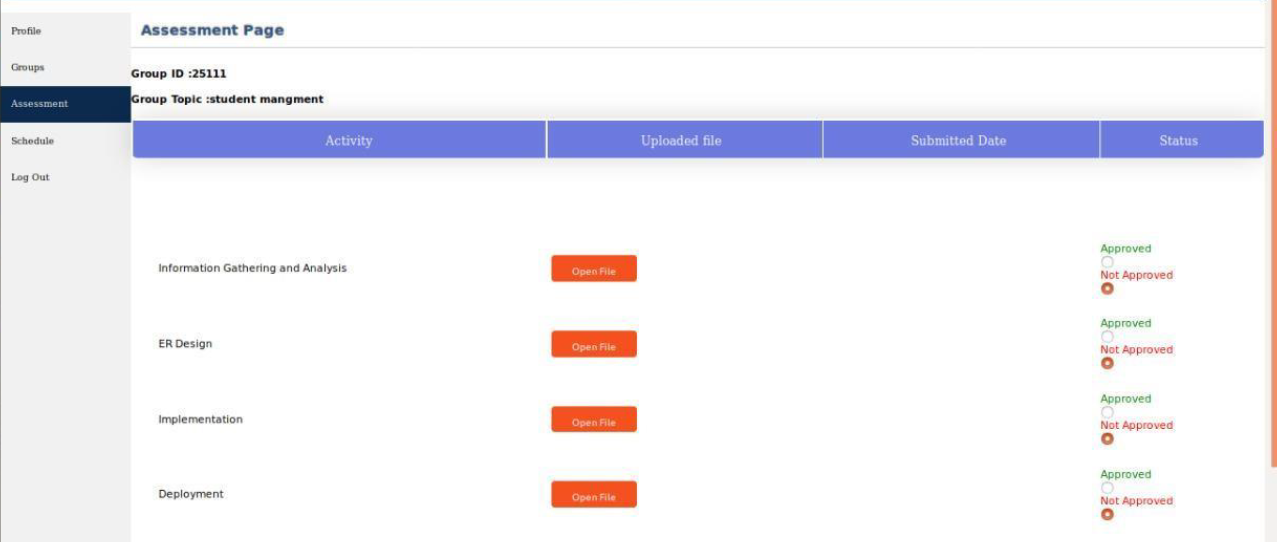 Profile
Groups
Assessment
Schedule
Log Out
Assessment Page
Group ID :25111
Group Topic :student mangment
Activity Uploaded file Submitted Date Status
Information Gathering and Analysis Open File Approved
Not Approved
ER Design Open File Approved
Not Approved
Implementation Open File Approved
Not Approved
Deployment Open File Approved
Not Approved